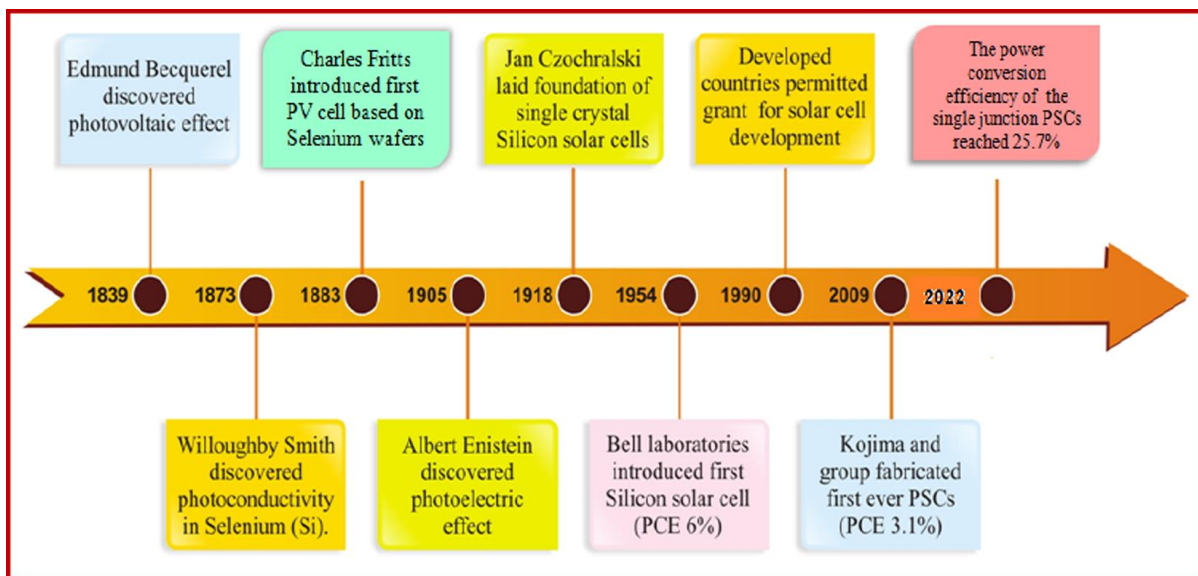 Edmund Becquerel
discovered
photovoltaic effect
Charles Fritts
introduced first
PV cell based on
Selenium wafers
Jan Czochralski
laid foundation of
single crystal
Silicon solar cells
Developed
countries permitted
grant for solar cell
development
The power
conversion
efficiency of the
single junction PSCs
reached 25.7%
1839
1873
1883
1905
1918
1954
1990
2009
2022
Willoughby Smith
discovered
photoconductivity
in Selenium (Si).
Albert Enistein
discovered
photoelectric
effect
Bell laboratories
introduced first
Silicon solar cell
(PCE 6%)
Kojima and
group fabricated
first ever PSCs
(PCE 3.1%)